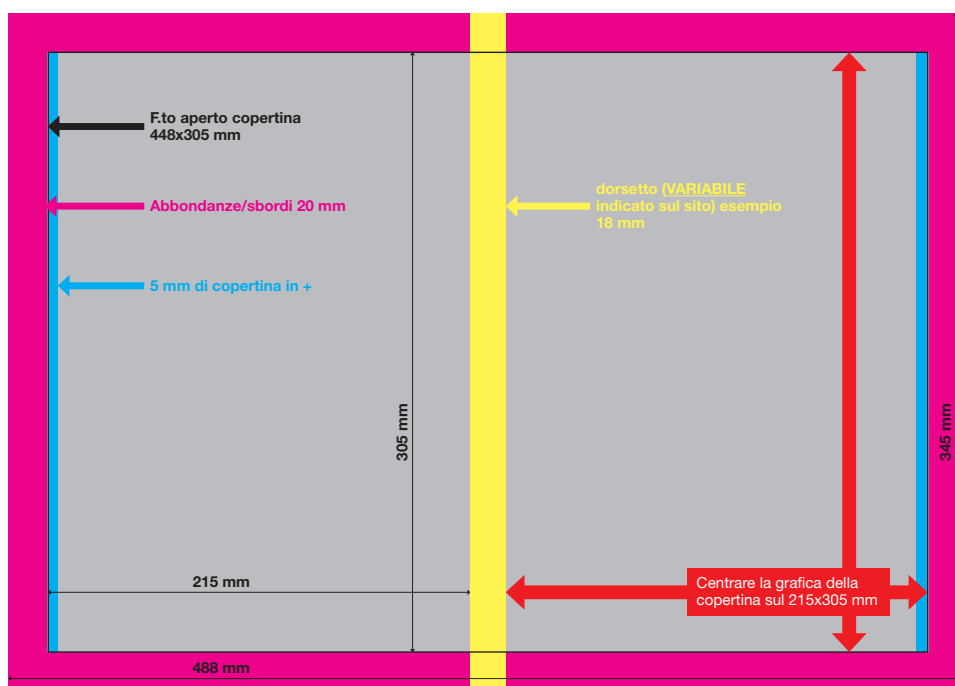 F.to aperto copertina
448x305 mm
Abbondanze/sbordi 20 mm
5 mm di copertina in +
dorsetto (VARIABILE
indicato sul sito) esempio
18 mm
305 mm
345 mm
215 mm
Centrare la grafica della
copertina sul 215x305 mm
488 mm